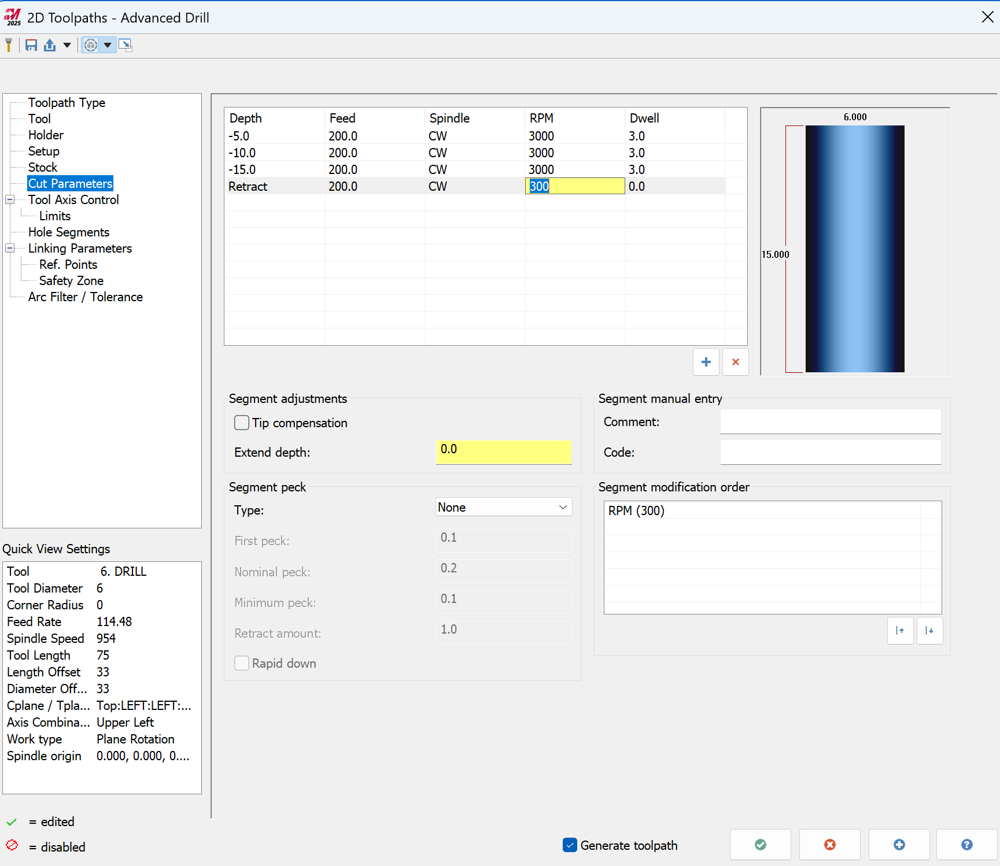 2025
2D Toolpaths - Advanced Drill
Toolpath Type
Tool
Holder
Setup
Stock
Cut Parameters
Tool Axis Control
Limits
Hole Segments
Linking Parameters
Ref. Points
Safety Zone
Arc Filter / Tolerance
Depth Feed Spindle RPM Dwell
-5.0 200.0 CW 3000 3.0
-10.0 200.0 CW 3000 3.0
-15.0 200.0 CW 3000 3.0
Retract 200.0 CW 300 0.0
6.000
15.000
Segment adjustments
Tip compensation
Extend depth: 0.0
Segment manual entry
Comment:
Code:
Segment peck
Type: None
First peck: 0.1
Nominal peck: 0.2
Minimum peck: 0.1
Retract amount: 1.0
Rapid down
Segment modification order
RPM (300)
Quick View Settings
Tool 6. DRILL
Tool Diameter 6
Corner Radius 0
Feed Rate 114.48
Spindle Speed 954
Tool Length 75
Length Offset 33
Diameter Off... 33
Cplane / Tpla... Top:LEFT:LEFT:...
Axis Combina... Upper Left
Work type Plane Rotation
Spindle origin 0.000, 0.000, 0....
= edited
= disabled
Generate toolpath